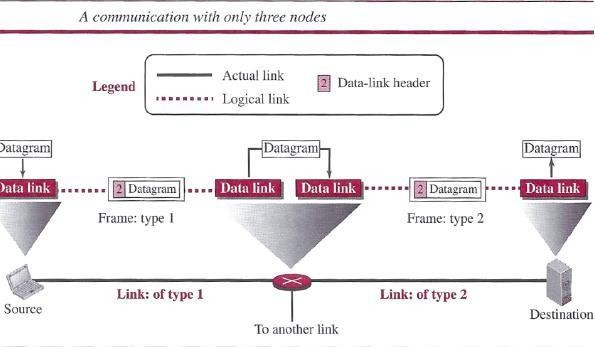 A communication with only three nodes
Legend
Actual link
Logical link
2 Data-link header
Datagram
Datagram
Datagram
Data link
2 Datagram
Data link
Data link
2 Datagram
Data link
Frame: type 1
Frame: type 2
Source
Link: of type 1
Link: of type 2
Destination
To another link